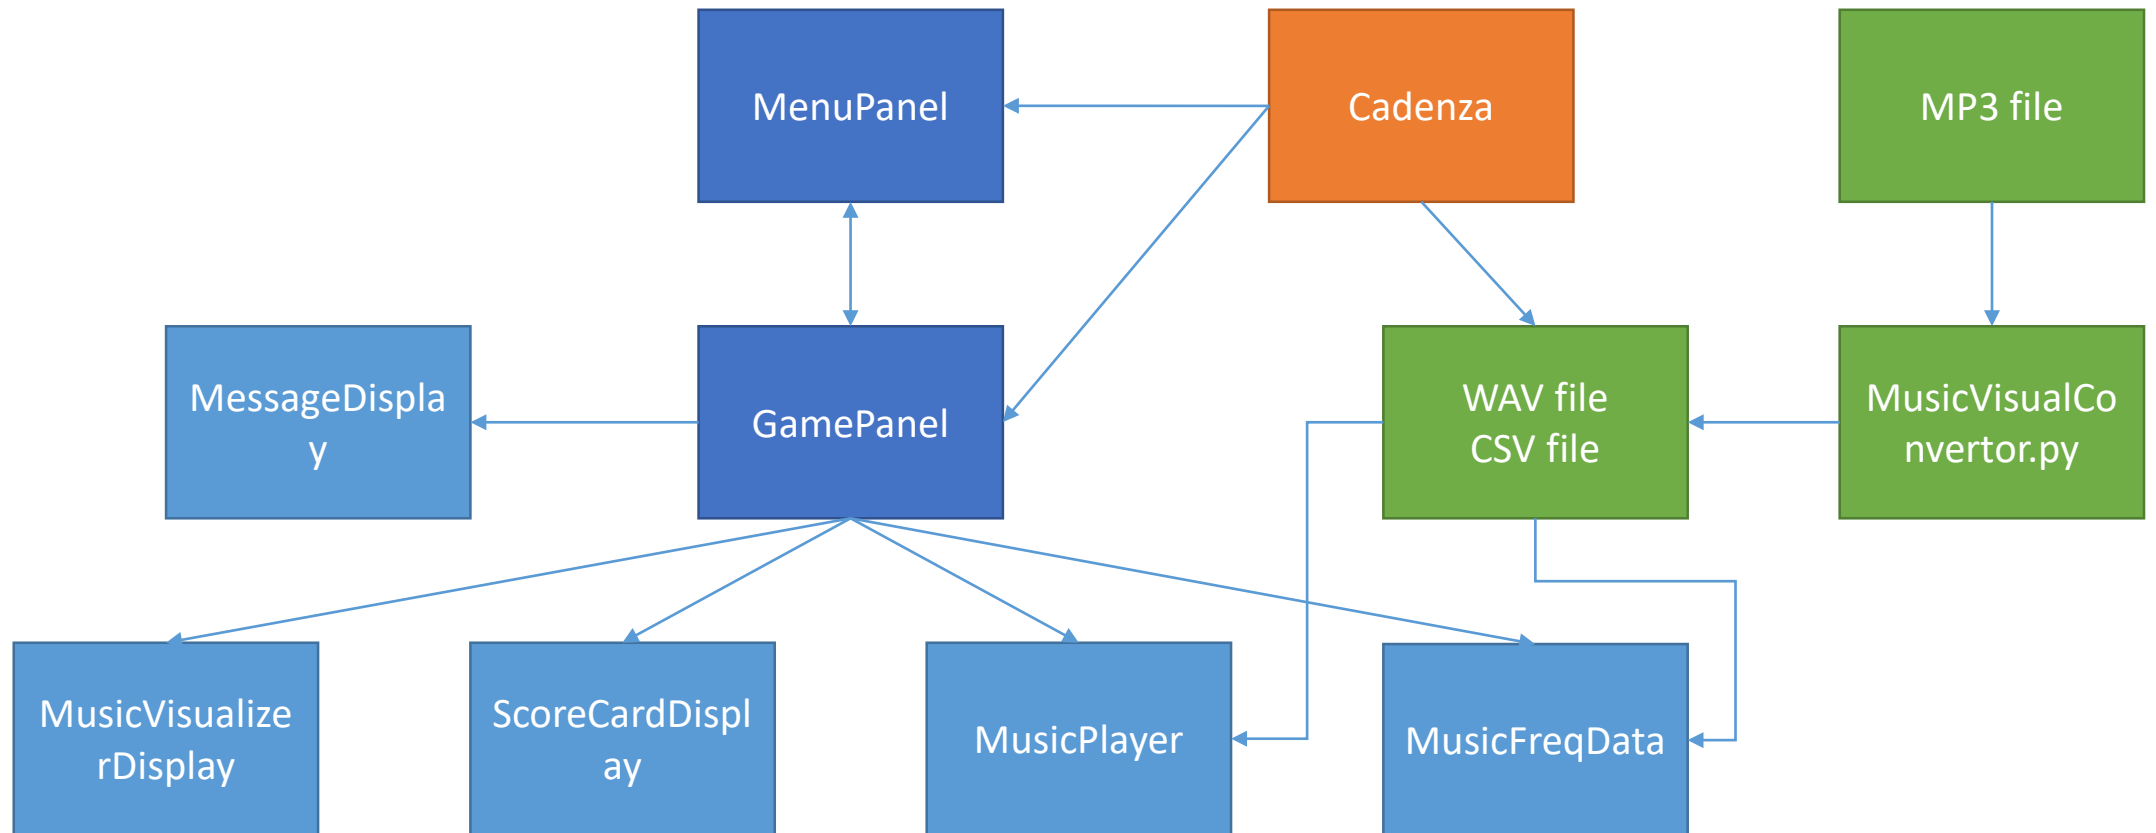 MenuPanel
Cadenza
MP3 file
MessageDispla
y
GamePanel
WAV file
CSV file
MusicVisualCo
nvertor.py
MusicVisualize
rDisplay
ScoreCardDispl
ay
MusicPlayer
MusicFreqData